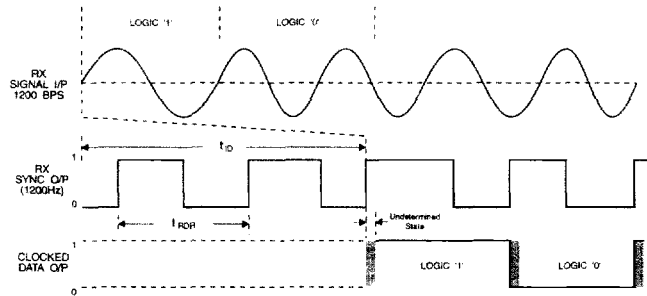 LOGIC '1'
LOGIC '0'
RX
SIGNAL I/P
1200 BPS
t ID
RX
SYNC O/P
(1200Hz)
1
0
t RDR
Undetermined
State
CLOCKED
DATA O/P
1
0
LOGIC '1'
LOGIC '0'